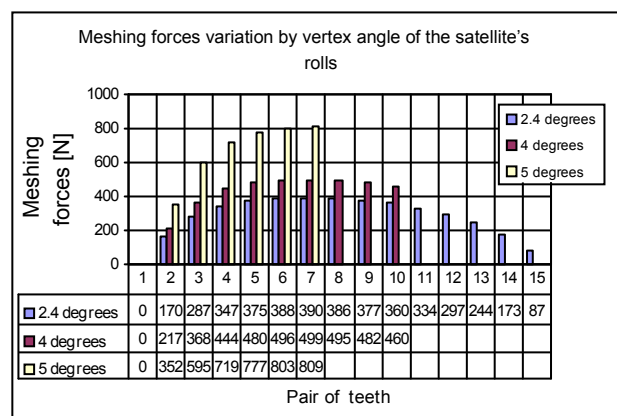 Meshing forces variation by vertex angle of the satellite's
rolls
1000
800
600
400
200
0
Meshing
forces [N]
2.4 degrees
4 degrees
5 degrees
1 2 3 4 5 6 7 8 9 10 11 12 13 14 15
2.4 degrees 0 170 287 347 375 388 390 386 377 360 334 297 244 173 87
4 degrees 0 217 368 444 480 496 499 495 482 460
5 degrees 0 352 595 719 777 803 809
Pair of teeth